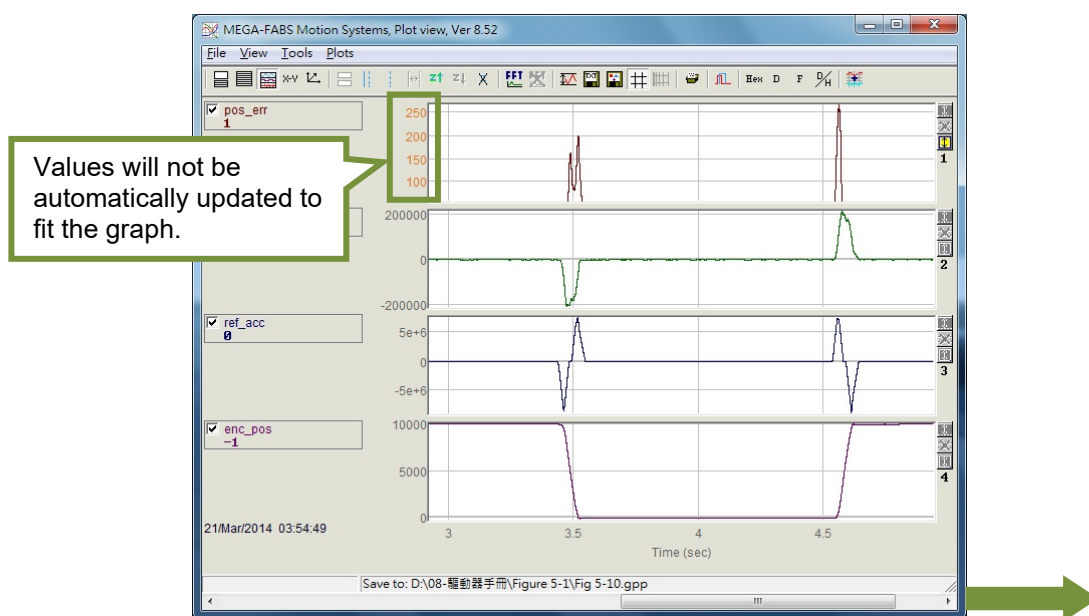 MEGA-FABS Motion Systems, Plot view, Ver 8.52
File View Tools Plots
X-Y FFT Hex D F D/H
pos_err
1
250
200
150
100
1
Values will not be
automatically updated to
fit the graph.
200000
0
-200000
2
ref_acc
0
5e+6
0
-5e+6
3
enc_pos
-1
10000
5000
0
4
21/Mar/2014 03:54:49
3 3.5 4 4.5
Time (sec)
Save to: D:\08-驅動器手冊\Figure 5-1\Fig 5-10.gpp